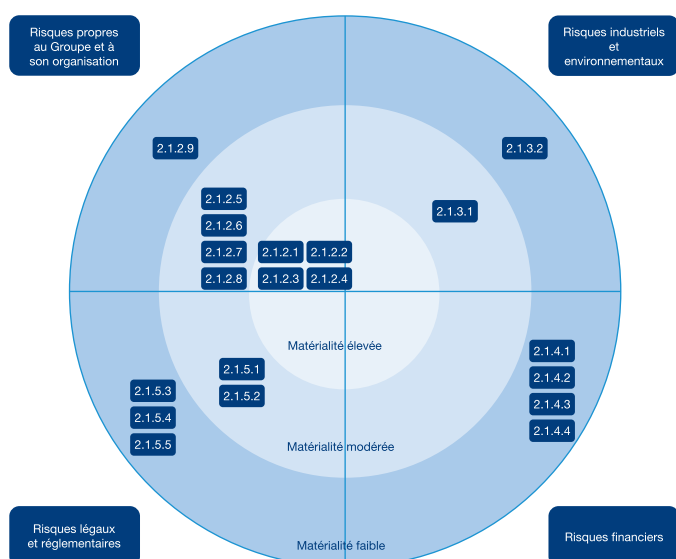 Risques propres
au Groupe et à
son organisation
Risques industriels
et
environnementaux
2.1.2.9
2.1.3.2
2.1.2.5
2.1.3.1
2.1.2.6
2.1.2.7
2.1.2.1
2.1.2.2
2.1.2.8
2.1.2.3
2.1.2.4
Matérialité élevée
2.1.4.1
2.1.5.1
2.1.4.2
2.1.5.3
2.1.5.2
2.1.4.3
2.1.5.4
2.1.4.4
2.1.5.5
Matérialité modérée
Risques légaux
et réglementaires
Risques financiers
Matérialité faible